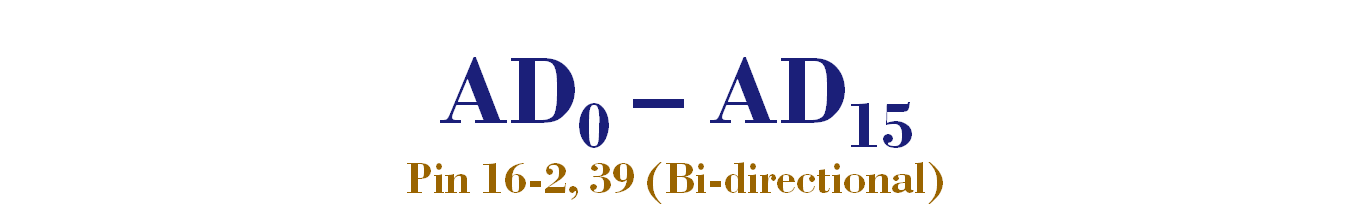 AD₀ – AD₁₅
Pin 16-2, 39 (Bi-directional)